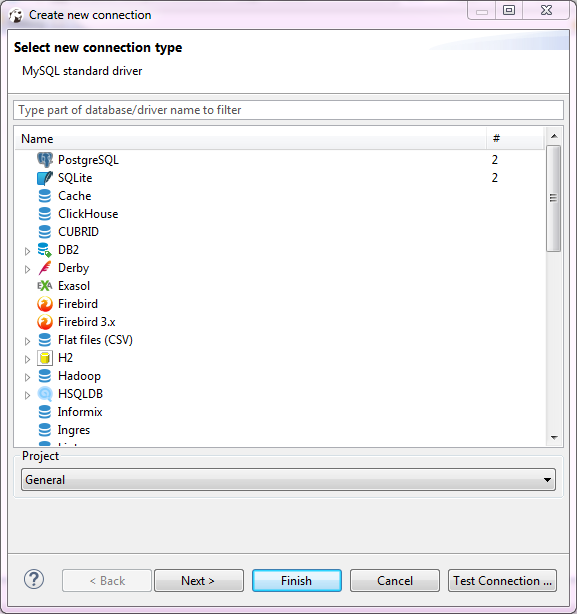 Create new connection
Select new connection type
MySQL standard driver
Type part of database/driver name to filter
Name #
PostgreSQL 2
SQLite 2
Cache
ClickHouse
CUBRID
DB2
Derby
EXA Exasol
Firebird
Firebird 3.x
Flat files (CSV)
H2
Hadoop
HSQLDB
Informix
Ingres
Project
General
? < Back Next > Finish Cancel Test Connection ...